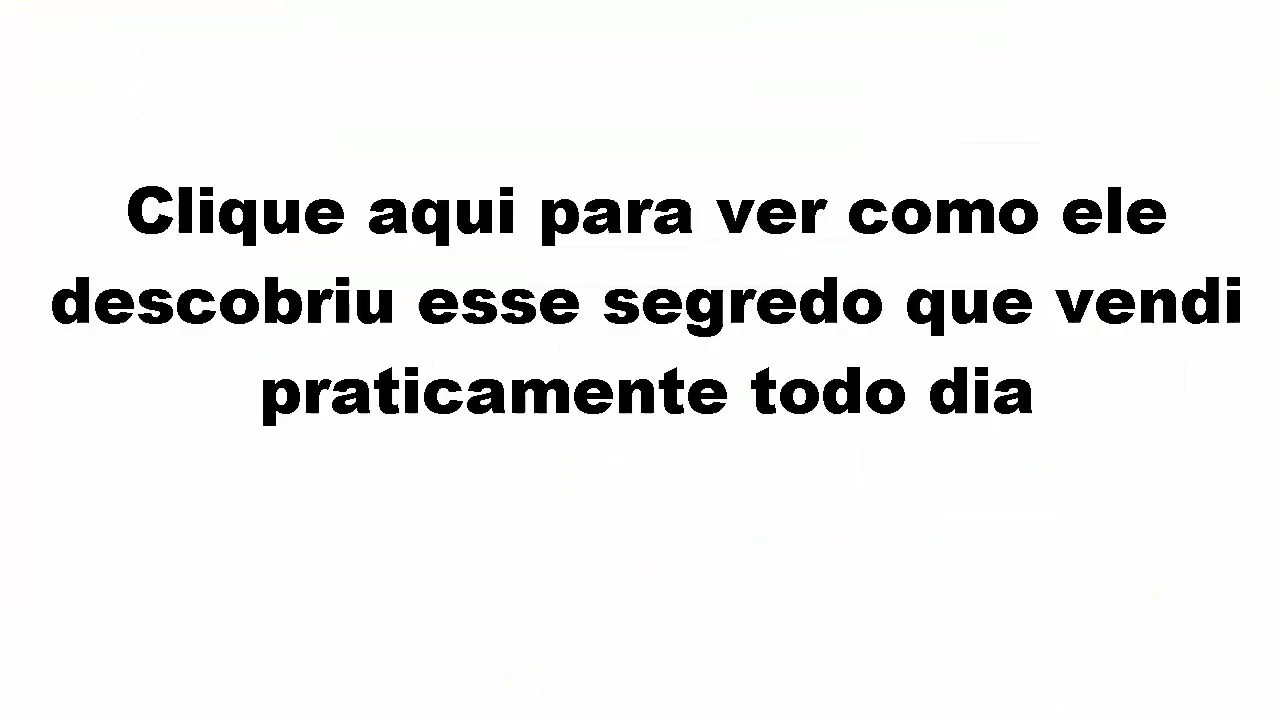 Clique aqui para ver como ele
descobriu esse segredo que vendi
praticamente todo dia